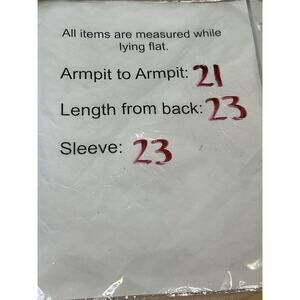 All items are measured while
lying flat.
Armpit to Armpit: 21
Length from back: 23
Sleeve: 23